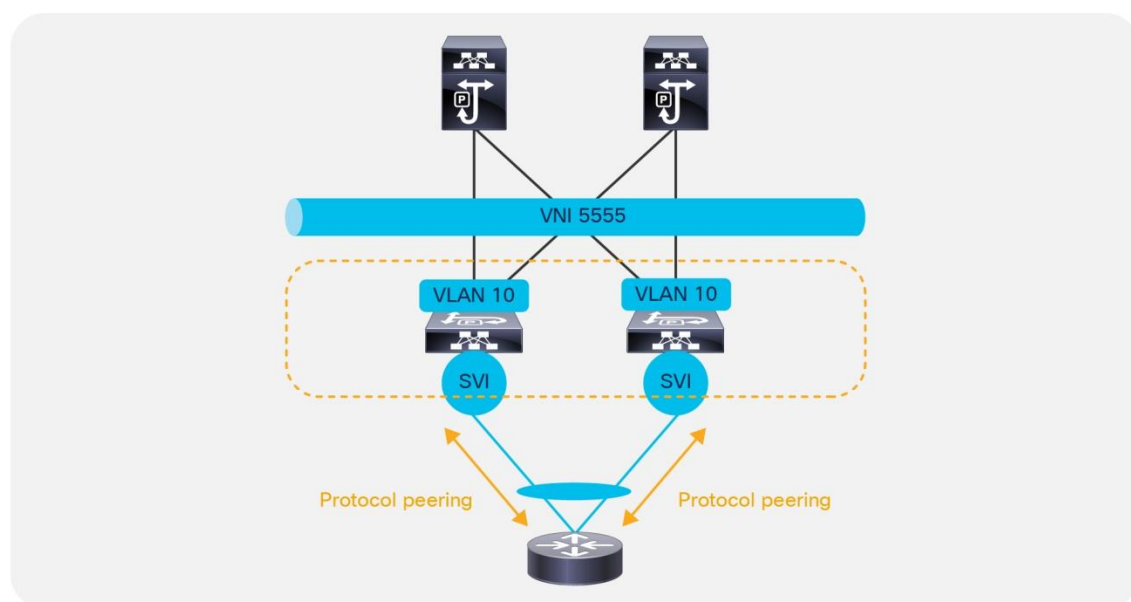 P
P
VNI 5555
VLAN 10
VLAN 10
P
P
SVI
SVI
Protocol peering
Protocol peering